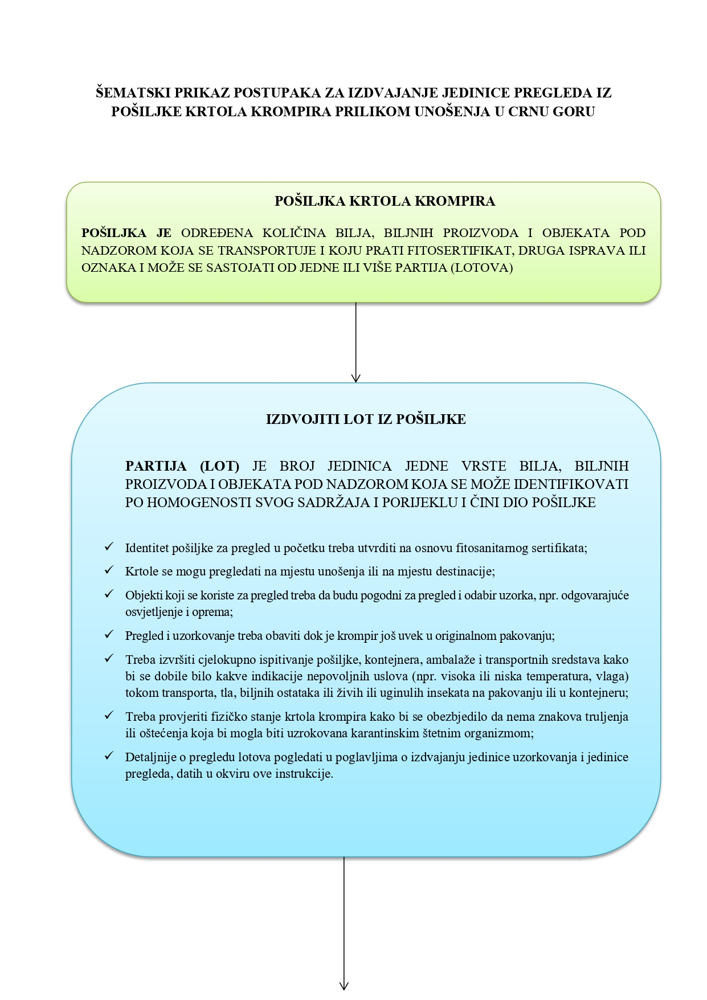 ŠEMATSKI PRIKAZ POSTUPAKA ZA IZDVAJANJE JEDINICE PREGLEDA IZ
POŠILJKE KRTOLA KROMPIRA PRILIKOM UNOŠENJA U CRNU GORU
POŠILJKA KRTOLA KROMPIRA
POŠILJKA JE ODREĐENA KOLIČINA BILJA, BILJNIH PROIZVODA I OBJEKATA POD
NADZOROM KOJA SE TRANSPORTUJE I KOJU PRATI FITOSERTIFIKAT, DRUGA ISPRAVA ILI
OZNAKA I MOŽE SE SASTOJATI OD JEDNE ILI VIŠE PARTIJA (LOTOVA)
IZDVOJITI LOT IZ POŠILJKE
PARTIJA (LOT) JE BROJ JEDINICA JEDNE VRSTE BILJA, BILJNIH
PROIZVODA I OBJEKATA POD NADZOROM KOJA SE MOŽE IDENTIFIKOVATI
PO HOMOGENOSTI SVOG SADRŽAJA I PORIJEKLU I ČINI DIO POŠILJKE
✓ Identitet pošiljke za pregled u početku treba utvrditi na osnovu fitosanitarnog sertifikata;
✓ Krtole se mogu pregledati na mjestu unošenja ili na mjestu destinacije;
✓ Objekti koji se koriste za pregled treba da budu pogodni za pregled i odabir uzorka, npr. odgovarajuće
osvjetljenje i oprema;
✓ Pregled i uzorkovanje treba obaviti dok je krompir još uvek u originalnom pakovanju;
✓ Treba izvršiti cjelokupno ispitivanje pošiljke, kontejnera, ambalaže i transportnih sredstava kako
bi se dobile bilo kakve indikacije nepovoljnih uslova (npr. visoka ili niska temperatura, vlaga)
tokom transporta, tla, biljnih ostataka ili živih ili uginulih insekata na pakovanju ili u kontejneru;
✓ Treba provjeriti fizičko stanje krtola krompira kako bi se obezbjedilo da nema znakova truljenja
ili oštećenja koja bi mogla biti uzrokovana karantinskim štetnim organizmom;
✓ Detaljnije o pregledu lotova pogledati u poglavljima o izdvajanju jedinice uzorkovanja i jedinice
pregleda, datih u okviru ove instrukcije.